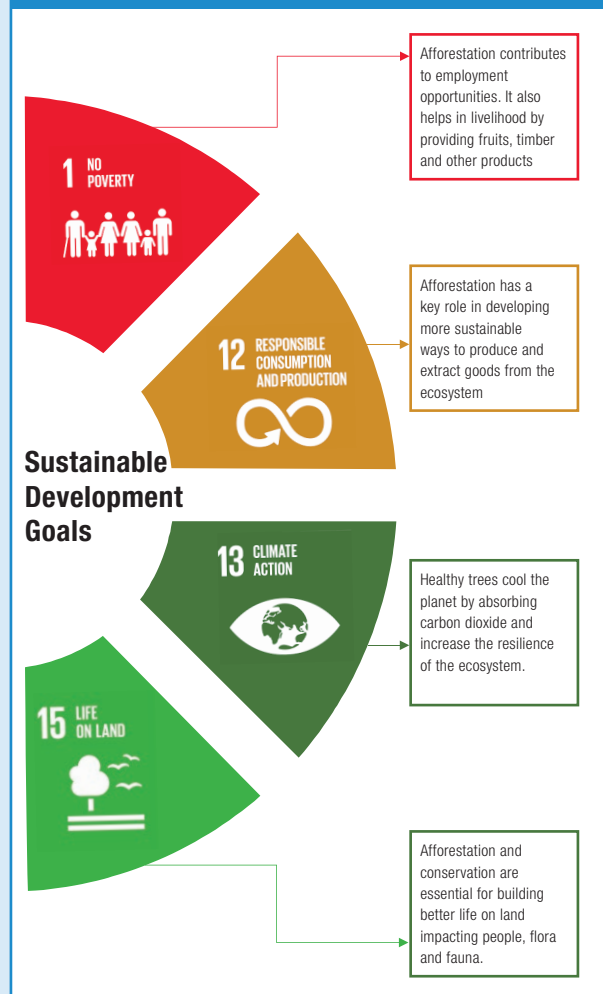 Afforestation contributes
to employment
opportunities. It also
helps in livelihood by
providing fruits, timber
and other products
1 NO
POVERTY
12 RESPONSIBLE
CONSUMPTION
AND PRODUCTION
Afforestation has a
key role in developing
more sustainable
ways to produce and
extract goods from the
ecosystem
Sustainable
Development
Goals
13 CLIMATE
ACTION
Healthy trees cool the
planet by absorbing
carbon dioxide and
increase the resilience
of the ecosystem.
15 LIFE
ON LAND
Afforestation and
conservation are
essential for building
better life on land
impacting people, flora
and fauna.